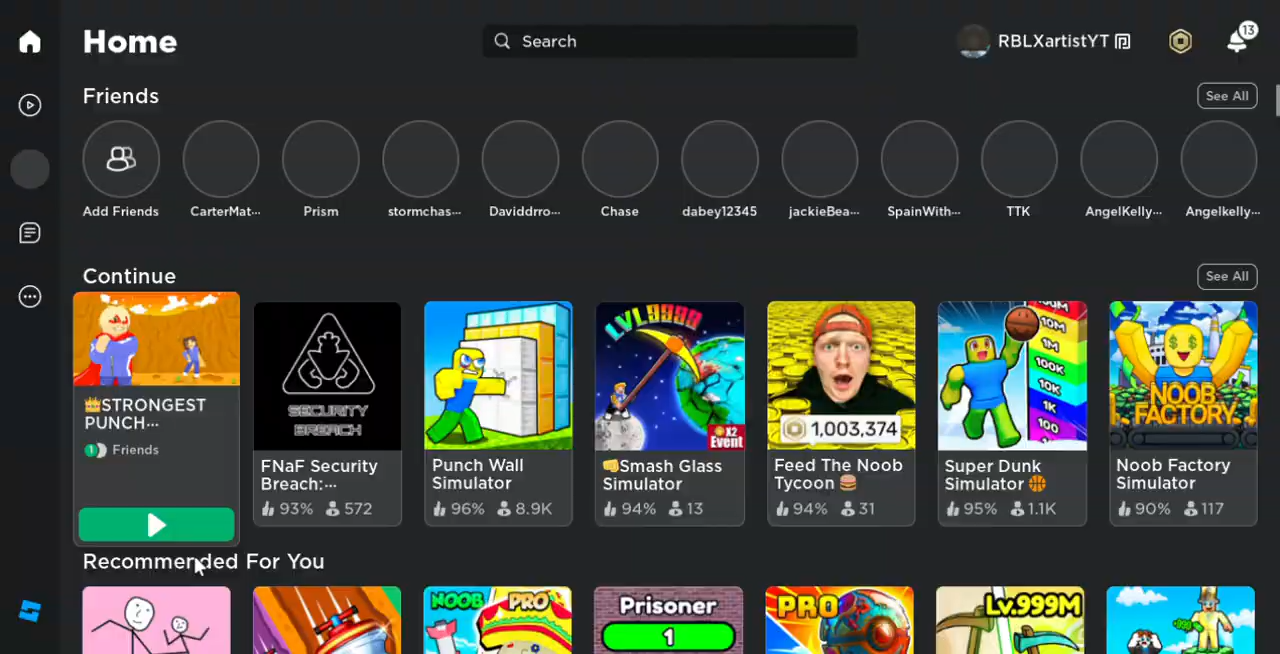 Home
Search
RBLXartistYT
13
Friends
See All
Add Friends
CarterMat...
Prism
stormchas...
Daviddrro...
Chase
dabey12345
jackieBea...
SpainWith...
TTK
AngelKelly...
Angelkelly...
Continue
See All
👑STRONGEST
PUNCH...
1 Friends
SECURITY
BREACH
FNaF Security
Breach:...
93% 572
Punch Wall
Simulator
96% 8.9K
LVL9999
X2
Event
👊Smash Glass
Simulator
94% 13
1,003,374
Feed The Noob
Tycoon 🍔
94% 31
10M
1M
100K
10K
1K
100
Super Dunk
Simulator 🏀
95% 1.1K
NOOB
FACTORY
Noob Factory
Simulator
90% 117
Recommended For You
NOOB PRO
Prisoner
1
PRO
Lv.999M